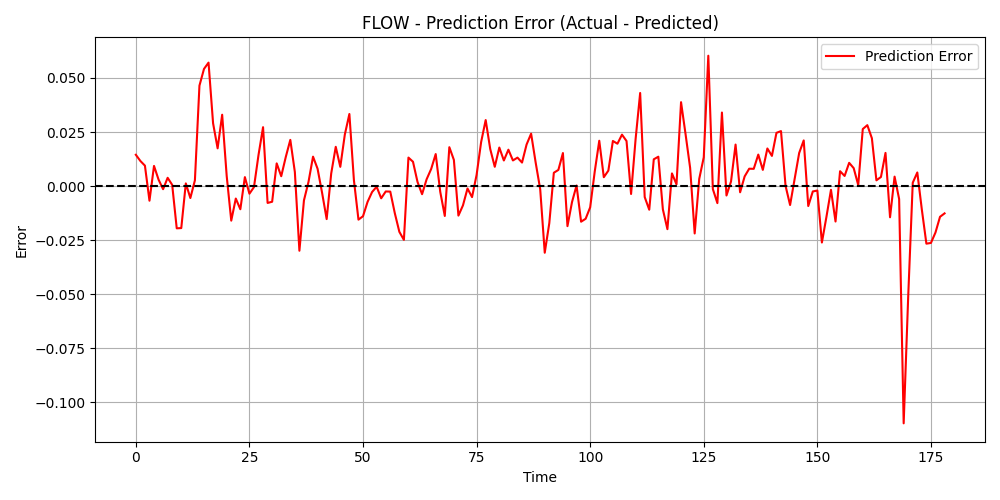 FLOW - Prediction Error (Actual - Predicted)
Prediction Error
Error
0.050
0.025
0.000
−0.025
−0.050
−0.075
−0.100
0 25 50 75 100 125 150 175
Time